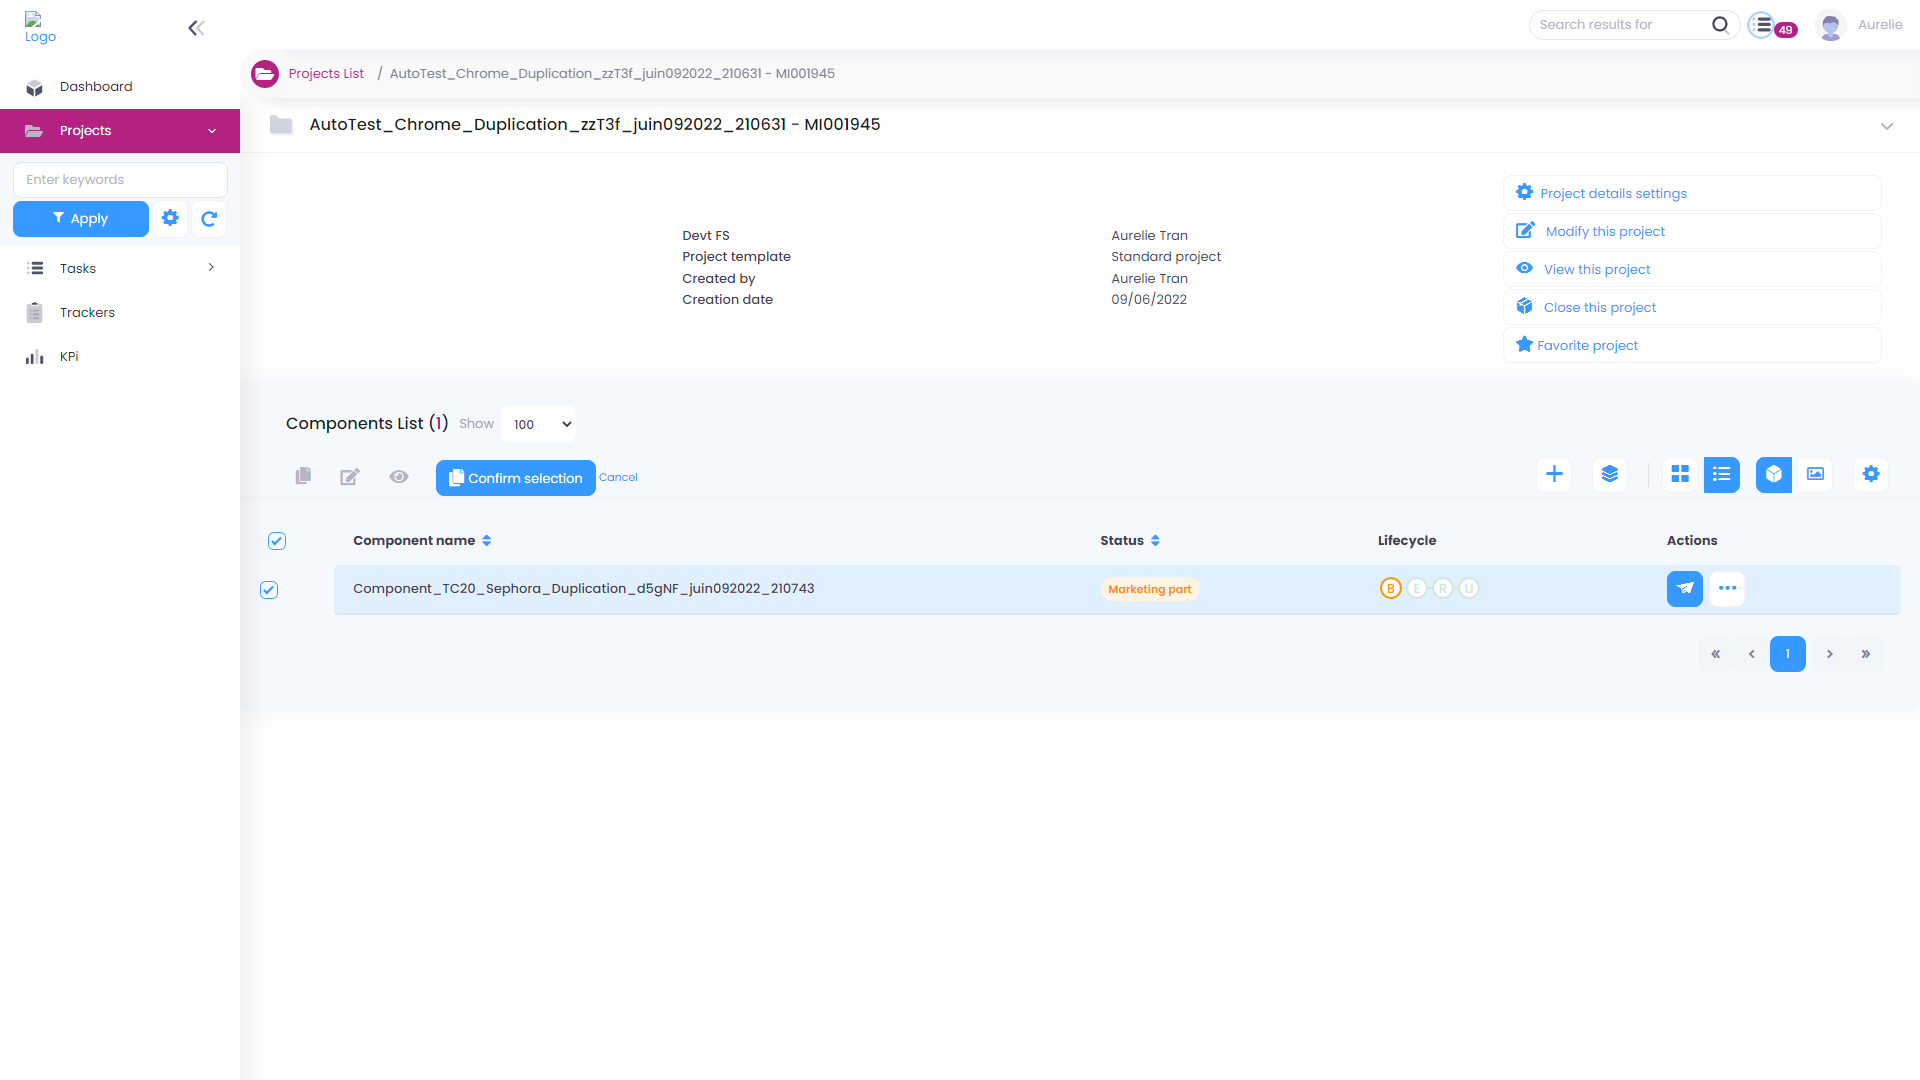 Logo
Search results for
49
Aurelie
Dashboard
Projects
Enter keywords
Apply
Tasks
Trackers
KPi
Projects List / AutoTest_Chrome_Duplication_zzT3f_juin092022_210631 - MI001945
AutoTest_Chrome_Duplication_zzT3f_juin092022_210631 - MI001945
Devt FS Aurelie Tran
Project template Standard project
Created by Aurelie Tran
Creation date 09/06/2022
Project details settings
Modify this project
View this project
Close this project
Favorite project
Components List (1) Show 100
Confirm selection Cancel
Component name Status Lifecycle Actions
Component_TC20_Sephora_Duplication_d5gNF_juin092022_210743 Marketing part B E R U
« ‹ 1 › »